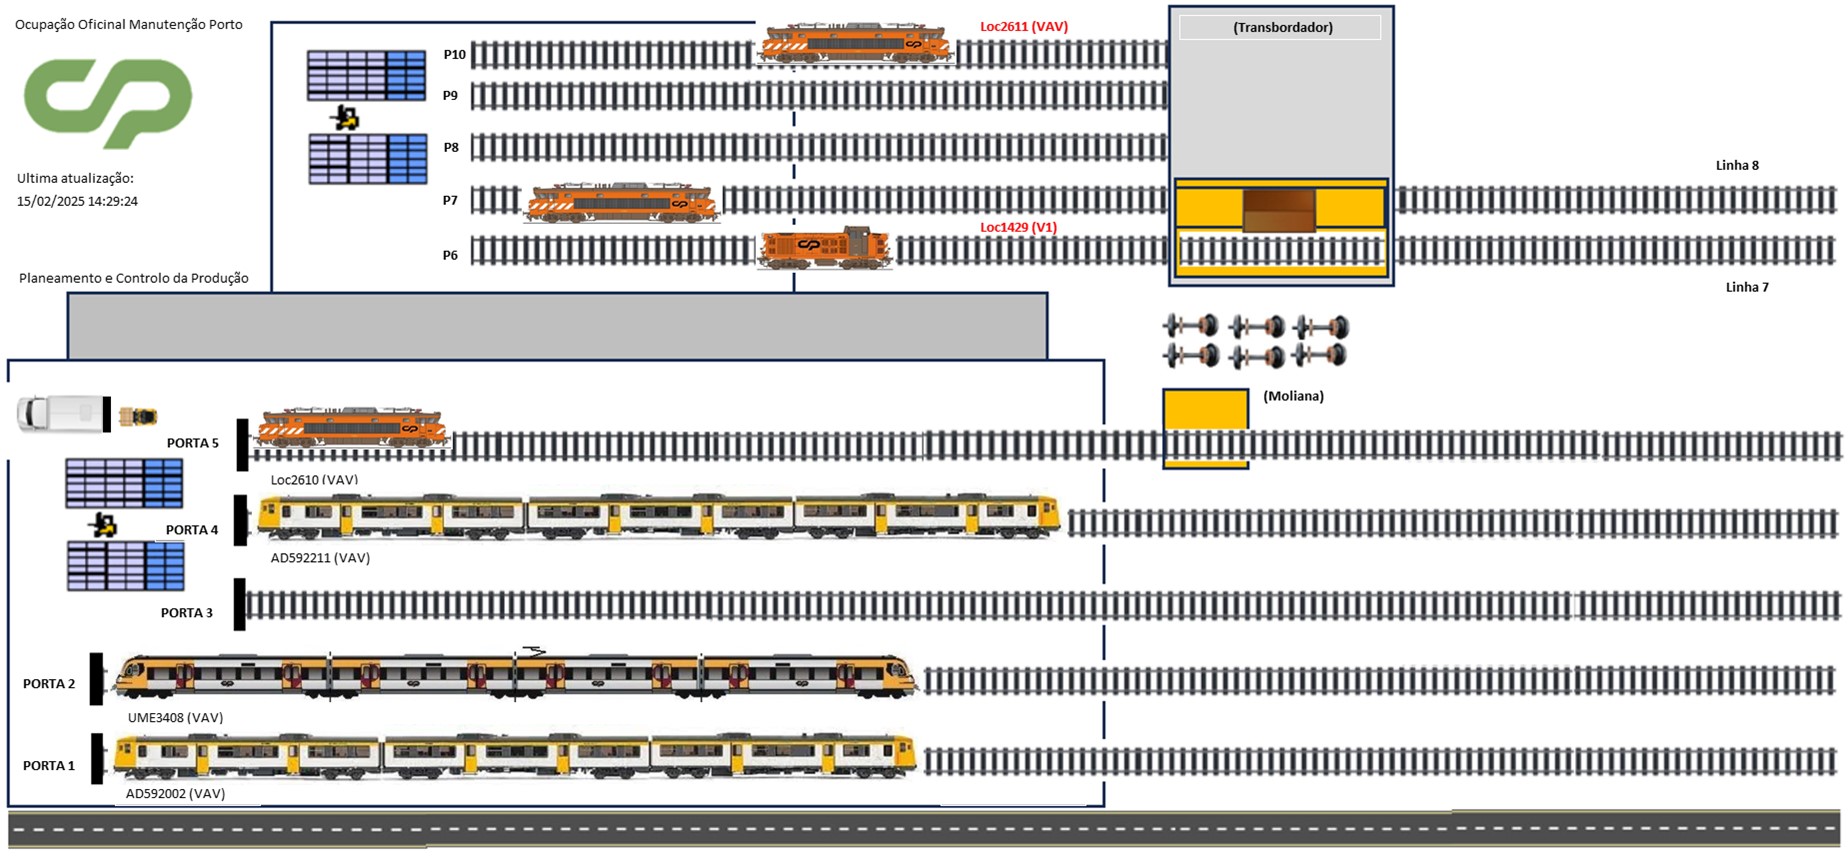 Ocupação Oficinal Manutenção Porto
Loc2611 (VAV)
(Transbordador)
P10
P9
P8
Linha 8
Ultima atualização:
15/02/2025 14:29:24
P7
Loc1429 (V1)
P6
Planeamento e Controlo da Produção
Linha 7
(Moliana)
PORTA 5
Loc2610 (VAV)
PORTA 4
AD592211 (VAV)
PORTA 3
PORTA 2
UME3408 (VAV)
PORTA 1
AD592002 (VAV)